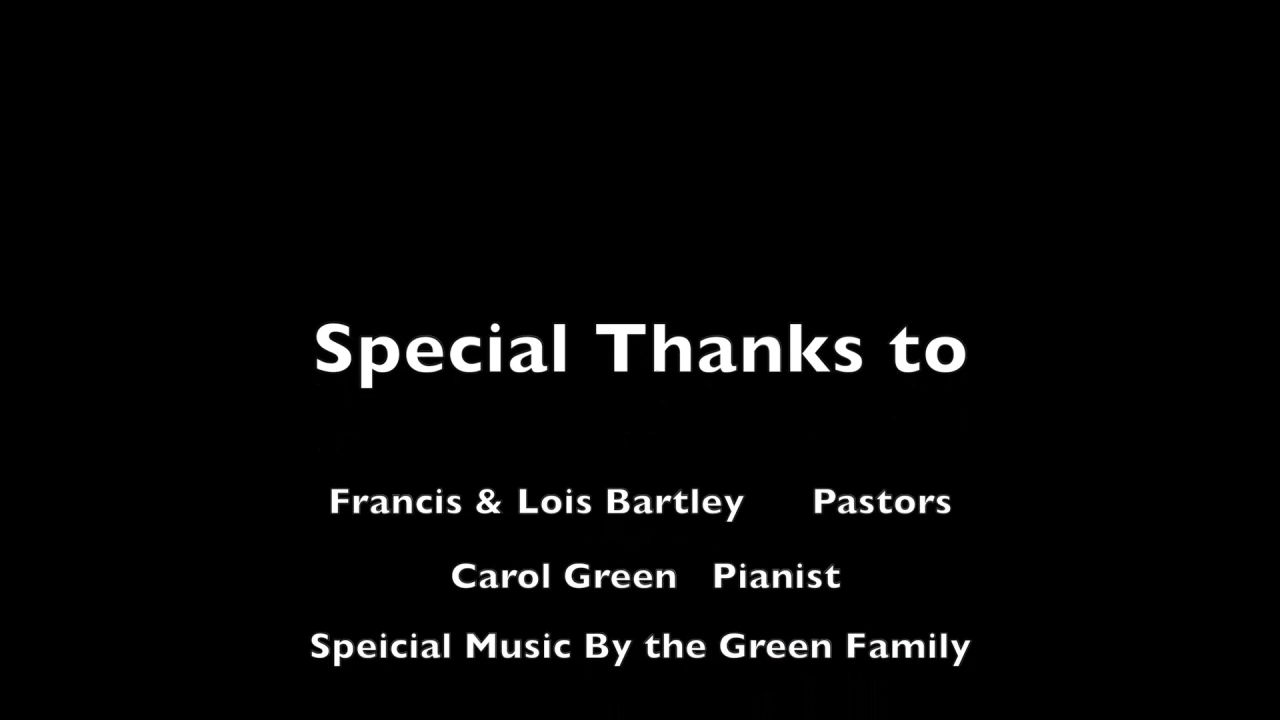 Special Thanks to
Francis & Lois Bartley Pastors
Carol Green Pianist
Speicial Music By the Green Family